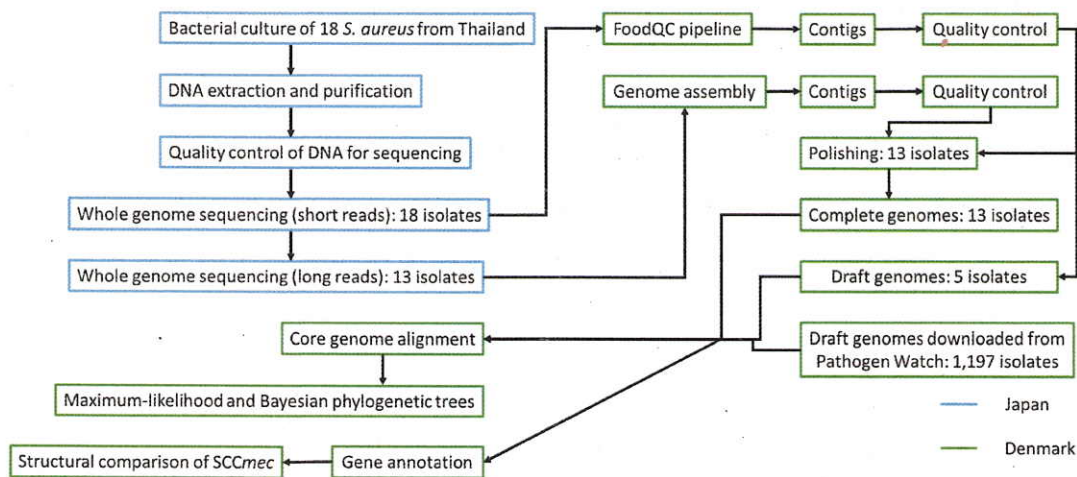 Bacterial culture of 18 S. aureus from Thailand
DNA extraction and purification
Quality control of DNA for sequencing
Whole genome sequencing (short reads): 18 isolates
Whole genome sequencing (long reads): 13 isolates
FoodQC pipeline
Contigs
Quality control
Genome assembly
Contigs
Quality control
Polishing: 13 isolates
Complete genomes: 13 isolates
Draft genomes: 5 isolates
Draft genomes downloaded from
Pathogen Watch: 1,197 isolates
Core genome alignment
Maximum-likelihood and Bayesian phylogenetic trees
Gene annotation
Structural comparison of SCCmec
Japan
Denmark